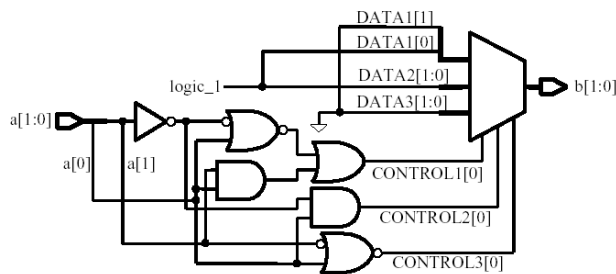 DATA1[1]
DATA1[0]
logic_1
DATA2[1:0]
b[1:0]
DATA3[1:0]
a[1:0]
a[0]
a[1]
CONTROL1[0]
CONTROL2[0]
CONTROL3[0]